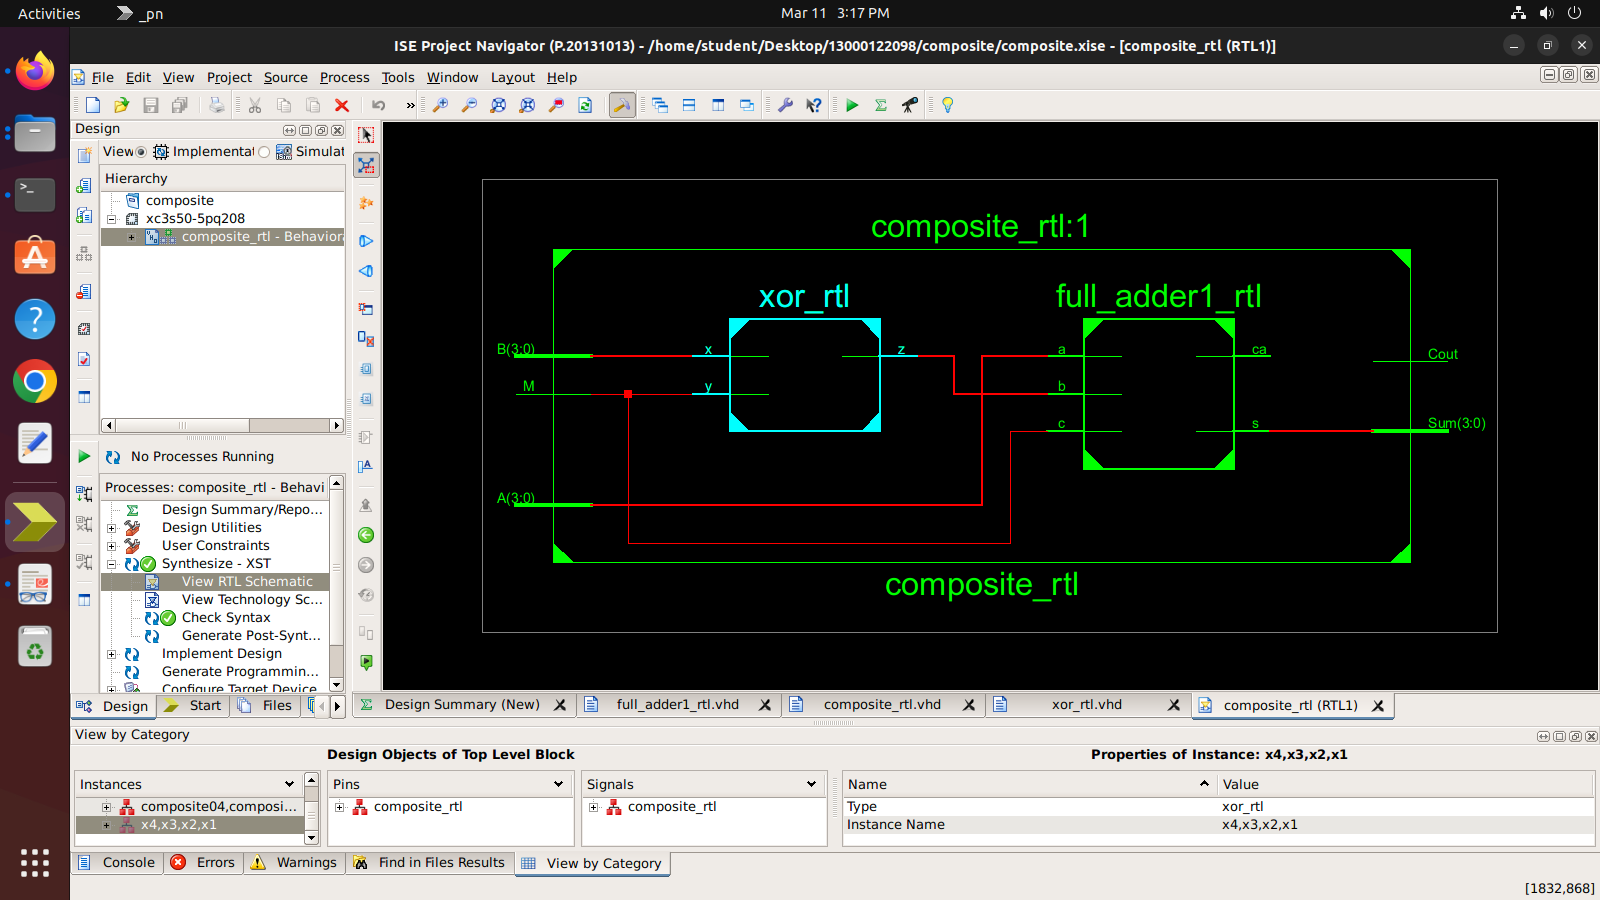 Activities
_pn
Mar 11 3:17 PM
ISE Project Navigator (P.20131013) - /home/student/Desktop/13000122098/composite/composite.xise - [composite_rtl (RTL1)]
File Edit View Project Source Process Tools Window Layout Help
Design
View Implementat Simulat
Hierarchy
composite
xc3s50-5pq208
composite_rtl - Behaviora
No Processes Running
Processes: composite_rtl - Behavi
Design Summary/Repo...
Design Utilities
User Constraints
Synthesize - XST
View RTL Schematic
View Technology Sc...
Check Syntax
Generate Post-Synt...
Implement Design
Generate Programmin...
Configure Target Device
Design Start Files
composite_rtl:1
xor_rtl
full_adder1_rtl
B(3:0) x z a ca Cout
M y b
c s Sum(3:0)
A(3:0)
composite_rtl
Design Summary (New) full_adder1_rtl.vhd composite_rtl.vhd xor_rtl.vhd composite_rtl (RTL1)
View by Category
Design Objects of Top Level Block
Properties of Instance: x4,x3,x2,x1
Instances Pins Signals Name Value
composite04,composi... composite_rtl composite_rtl Type xor_rtl
x4,x3,x2,x1 Instance Name x4,x3,x2,x1
Console Errors Warnings Find in Files Results View by Category
[1832,868]